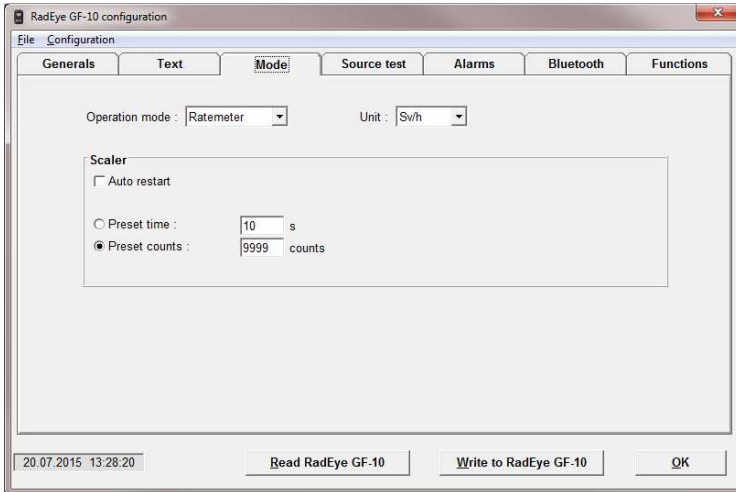 RadEye GF-10 configuration
File Configuration
Generals Text Mode Source test Alarms Bluetooth Functions
Operation mode : Ratemeter Unit : Sv/h
Scaler
Auto restart
Preset time : 10 s
Preset counts : 9999 counts
20.07.2015 13:28:20 Read RadEye GF-10 Write to RadEye GF-10 OK